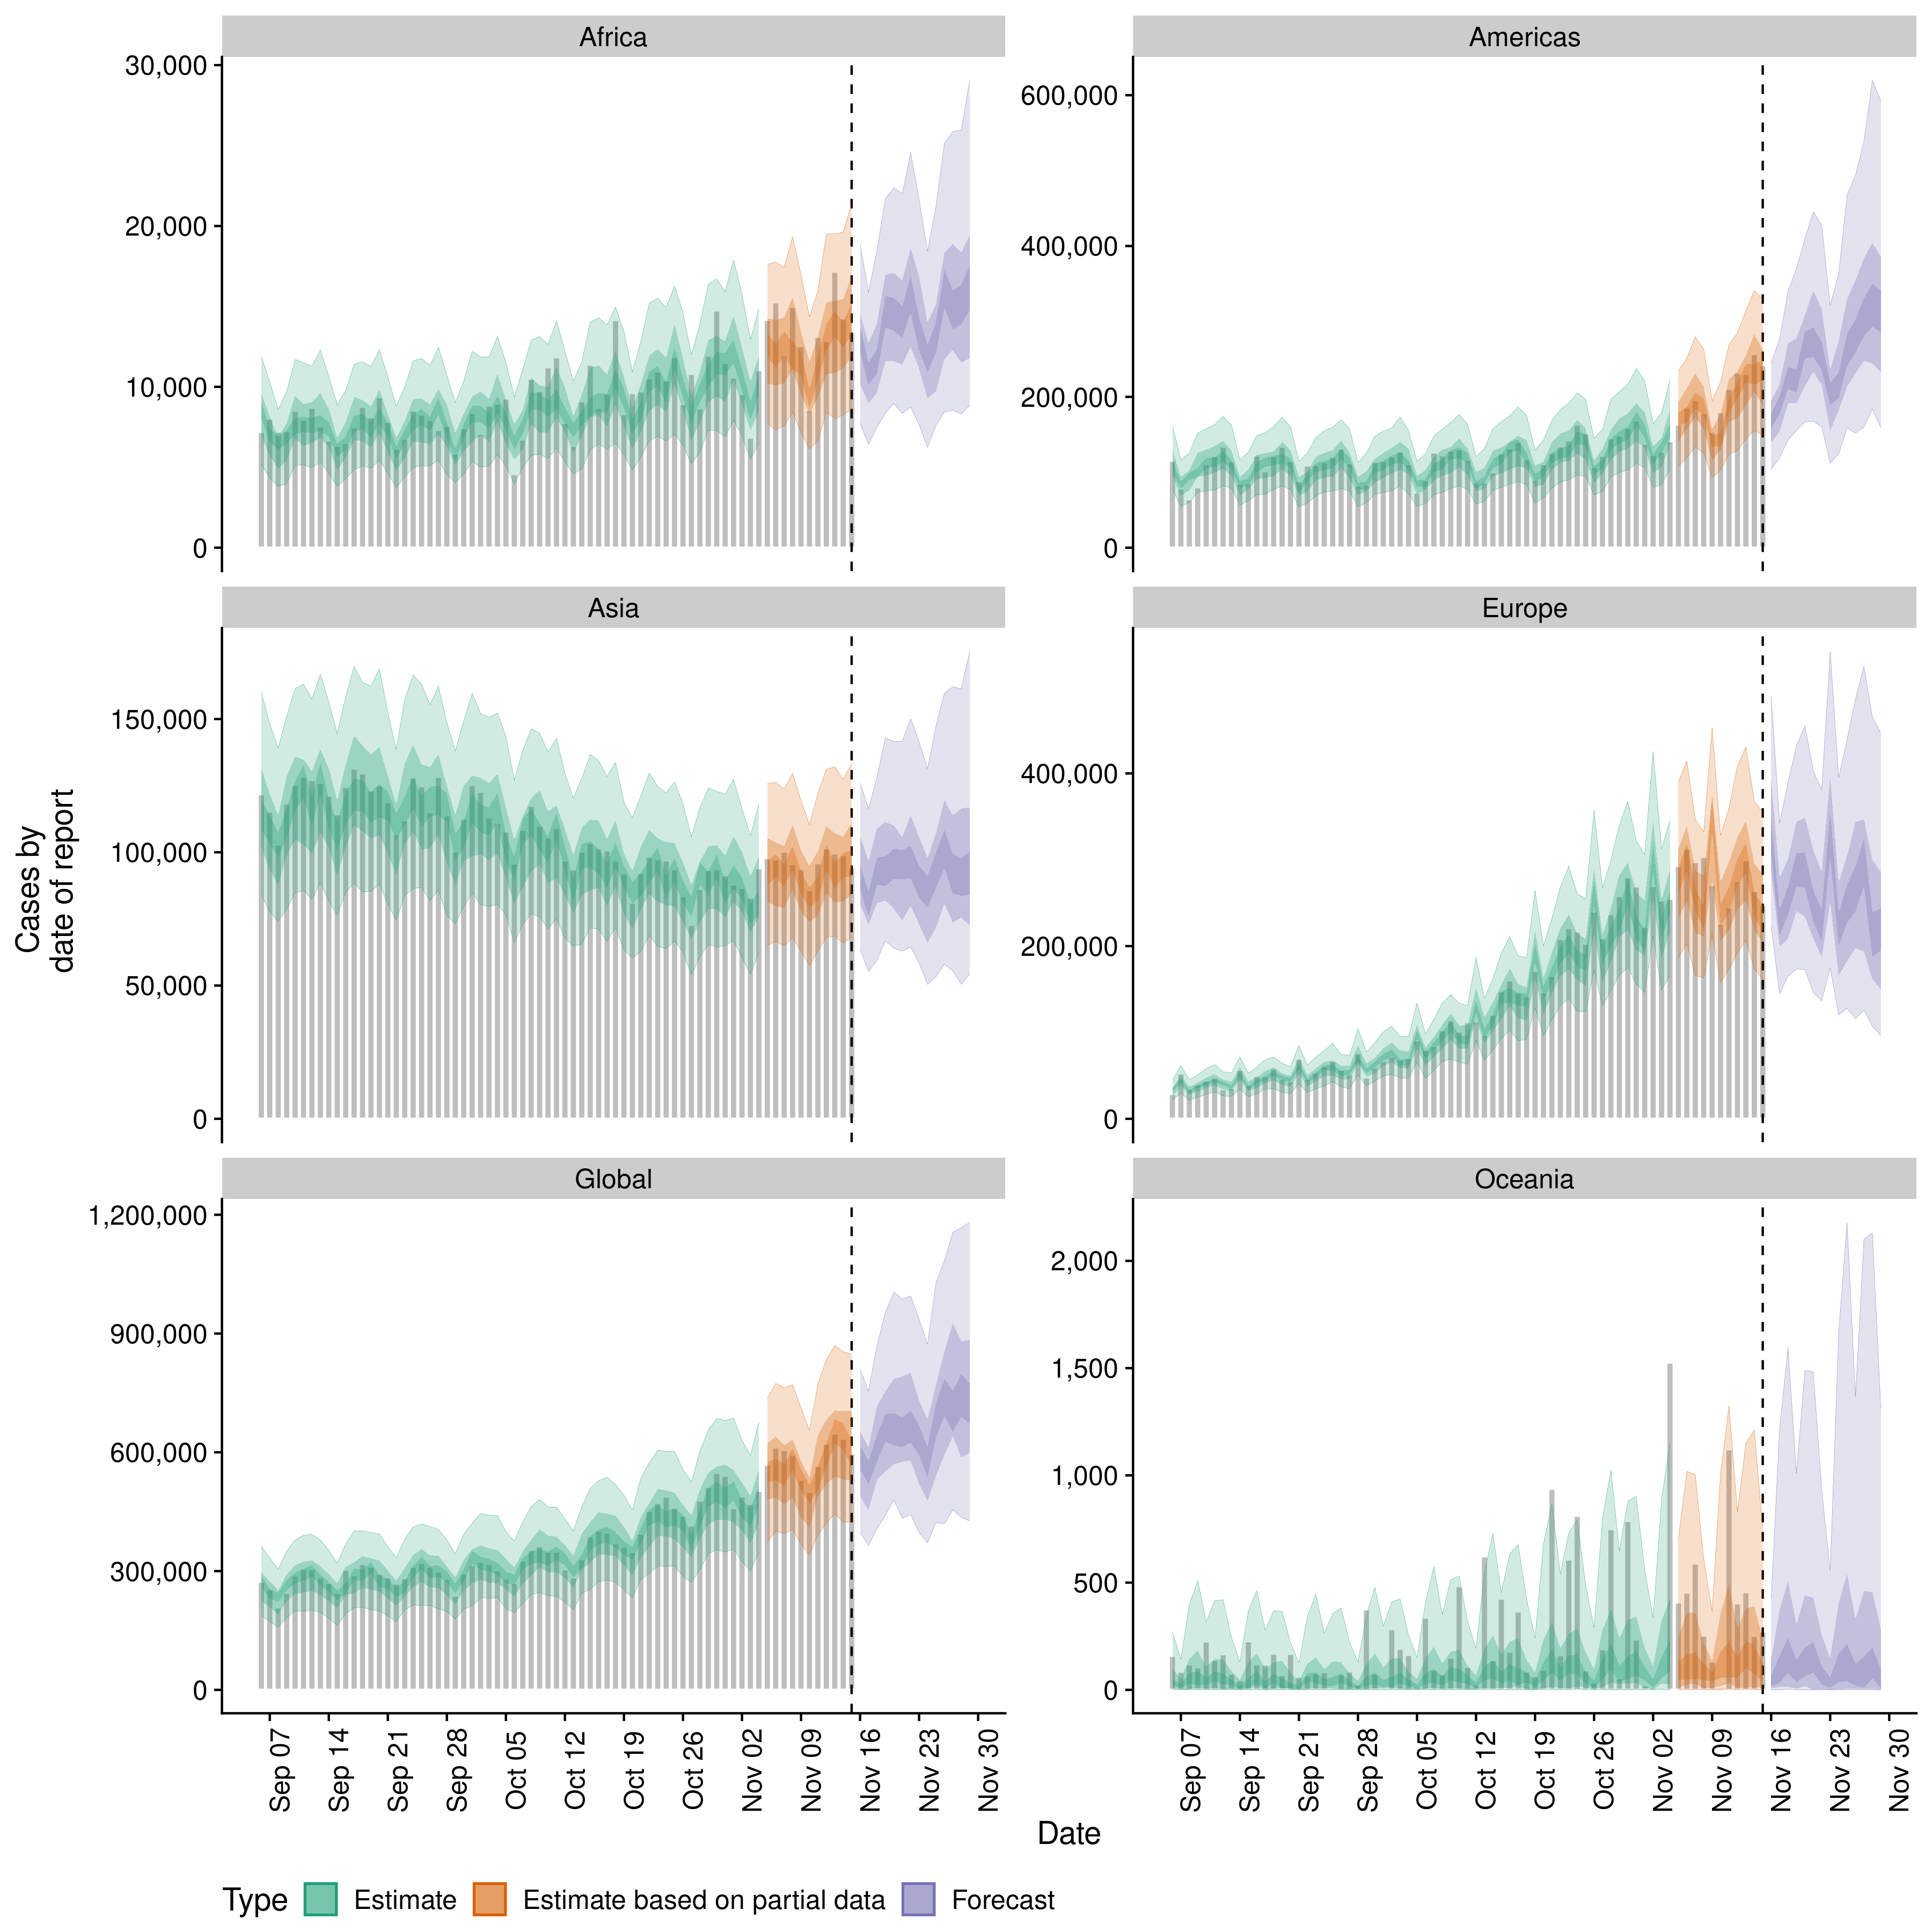 Africa
Americas
30,000
20,000
10,000
0
600,000
400,000
200,000
0
Asia
Europe
150,000
100,000
50,000
0
400,000
200,000
0
Global
Oceania
1,200,000
900,000
600,000
300,000
0
2,000
1,500
1,000
500
0
Cases by
date of report
Sep 07
Sep 14
Sep 21
Sep 28
Oct 05
Oct 12
Oct 19
Oct 26
Nov 02
Nov 09
Nov 16
Nov 23
Nov 30
Sep 07
Sep 14
Sep 21
Sep 28
Oct 05
Oct 12
Oct 19
Oct 26
Nov 02
Nov 09
Nov 16
Nov 23
Nov 30
Date
Type Estimate Estimate based on partial data Forecast